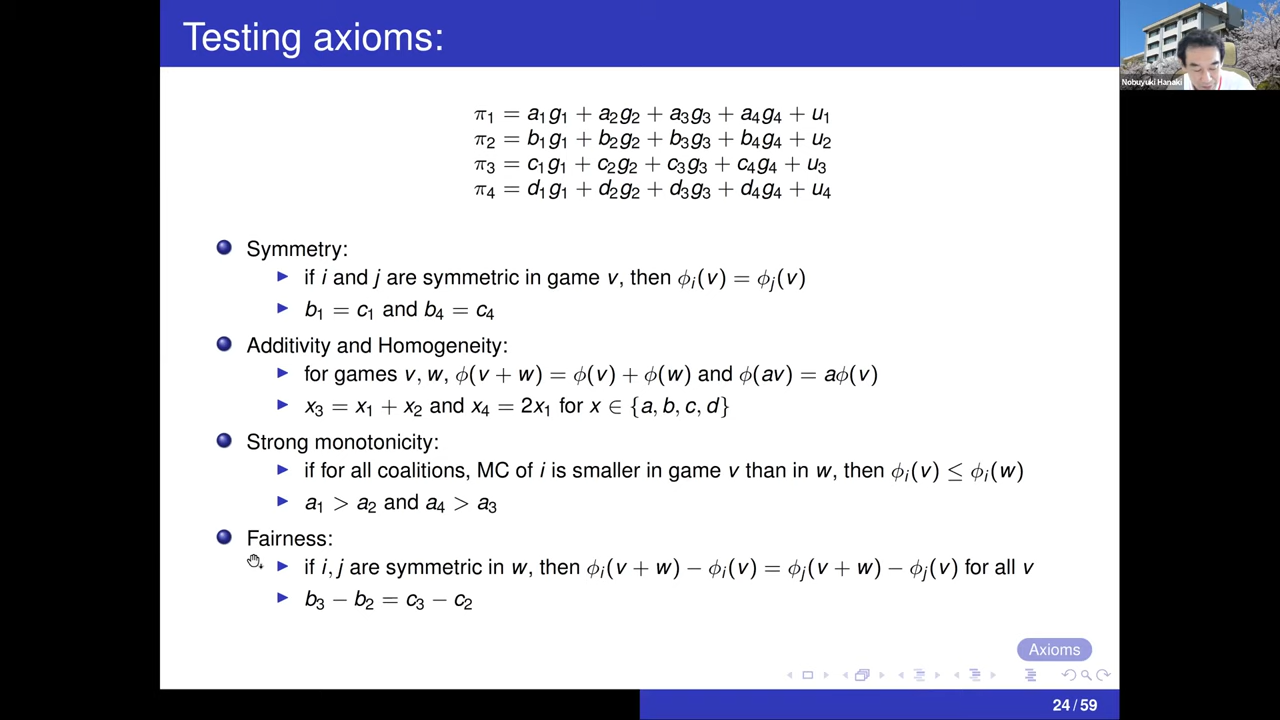 Testing axioms:
Nobuyuki Hanaki
π₁ = a₁g₁ + a₂g₂ + a₃g₃ + a₄g₄ + u₁
π₂ = b₁g₁ + b₂g₂ + b₃g₃ + b₄g₄ + u₂
π₃ = c₁g₁ + c₂g₂ + c₃g₃ + c₄g₄ + u₃
π₄ = d₁g₁ + d₂g₂ + d₃g₃ + d₄g₄ + u₄
Symmetry:
if i and j are symmetric in game v, then ϕᵢ(v) = ϕⱼ(v)
b₁ = c₁ and b₄ = c₄
Additivity and Homogeneity:
for games v, w, ϕ(v + w) = ϕ(v) + ϕ(w) and ϕ(av) = aϕ(v)
x₃ = x₁ + x₂ and x₄ = 2x₁ for x ∈ {a, b, c, d}
Strong monotonicity:
if for all coalitions, MC of i is smaller in game v than in w, then ϕᵢ(v) ≤ ϕᵢ(w)
a₁ > a₂ and a₄ > a₃
Fairness:
if i, j are symmetric in w, then ϕᵢ(v + w) − ϕᵢ(v) = ϕⱼ(v + w) − ϕⱼ(v) for all v
b₃ − b₂ = c₃ − c₂
Axioms
24 / 59